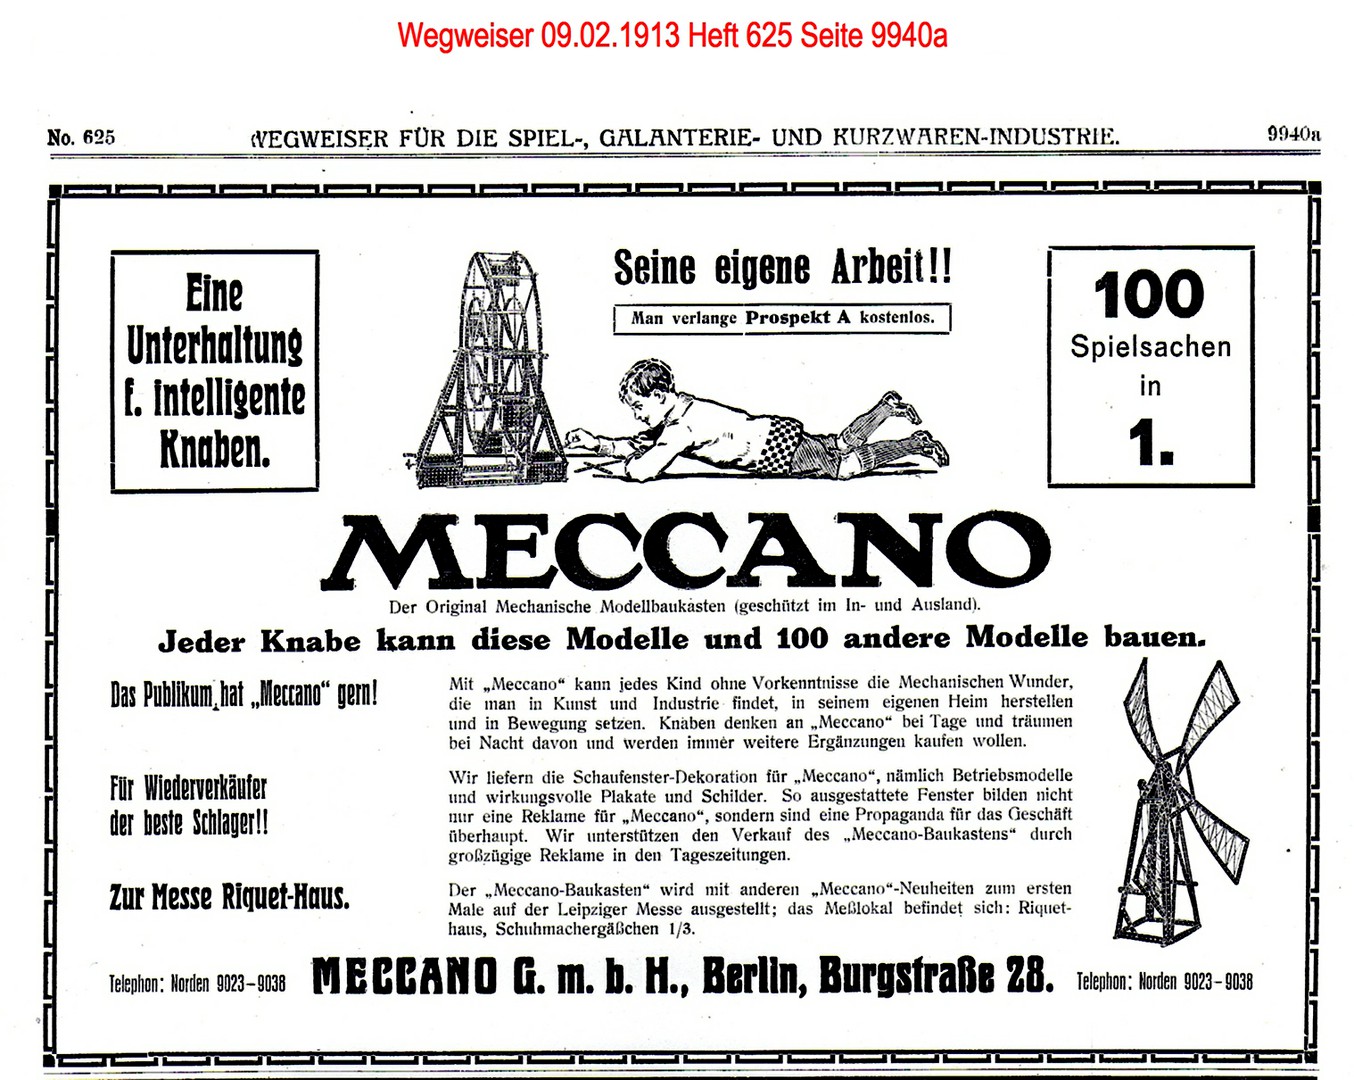 Wegweiser 09.02.1913 Heft 625 Seite 9940a
No. 625
WEGWEISER FÜR DIE SPIEL-, GALANTERIE- UND KURZWAREN-INDUSTRIE.
9940a
Eine
Unterhaltung
f. intelligente
Knaben.
Seine eigene Arbeit!!
Man verlange Prospekt A kostenlos.
100
Spielsachen
in
1.
MECCANO
Der Original Mechanische Modellbaukästen (geschützt im In- und Ausland).
Jeder Knabe kann diese Modelle und 100 andere Modelle bauen.
Das Publikum hat „Meccano“ gern!
Mit „Meccano“ kann jedes Kind ohne Vorkenntnisse die Mechanischen Wunder,
die man in Kunst und Industrie findet, in seinem eigenen Heim herstellen
und in Bewegung setzen. Knaben denken an „Meccano“ bei Tage und träumen
bei Nacht davon und werden immer weitere Ergänzungen kaufen wollen.
Für Wiederverkäufer
der beste Schlager!!
Wir liefern die Schaufenster-Dekoration für „Meccano“, nämlich Betriebsmodelle
und wirkungsvolle Plakate und Schilder. So ausgestattete Fenster bilden nicht
nur eine Reklame für „Meccano“, sondern sind eine Propaganda für das Geschäft
überhaupt. Wir unterstützen den Verkauf des „Meccano-Baukastens“ durch
großzügige Reklame in den Tageszeitungen.
Zur Messe Riquet-Haus.
Der „Meccano-Baukasten“ wird mit anderen „Meccano“-Neuheiten zum ersten
Male auf der Leipziger Messe ausgestellt; das Meßlokal befindet sich: Riquet-
haus, Schuhmachergäßchen 1/3.
Telephon: Norden 9023–9038
MECCANO G. m. b. H., Berlin, Burgstraße 28.
Telephon: Norden 9023–9038